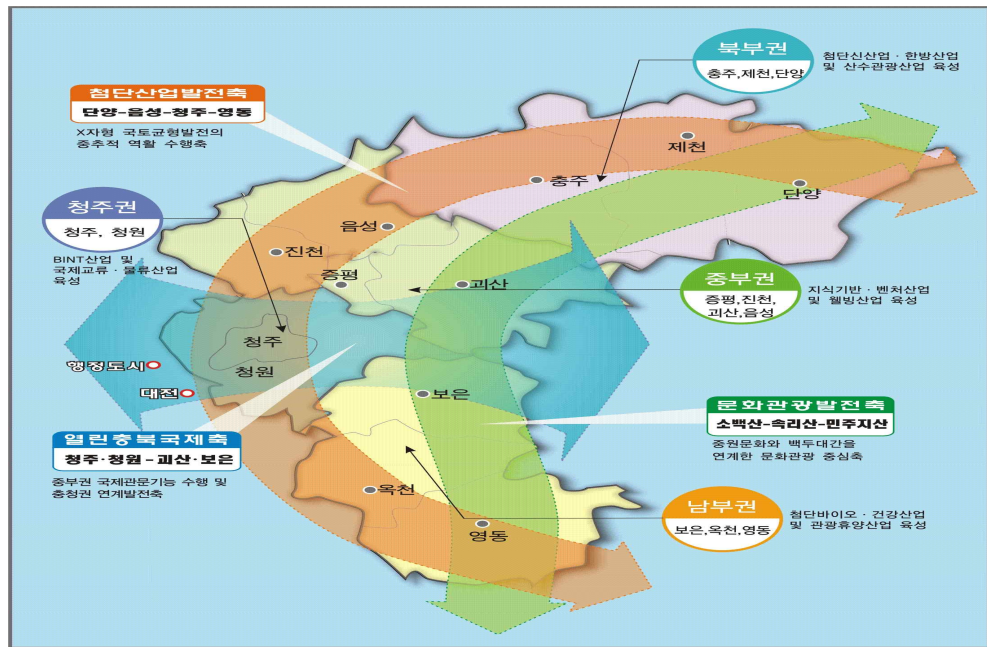 북부권
충주,제천,단양
첨단신산업 · 한방산업
및 산수관광산업 육성
첨단산업발전축
단양-음성-청주-영동
X자형 국토균형발전의
중추적 역활 수행축
제천
충주
단양
청주권
청주, 청원
BINT산업 및
국제교류 · 물류산업
육성
음성
진천
증평
괴산
중부권
증평,진천,
괴산,음성
지식기반 · 벤처산업
및 웰빙산업 육성
청주
청원
행정도시
대전
보은
문화관광발전축
소백산-속리산-민주지산
중원문화와 백두대간을
연계한 문화관광 중심축
열린충북국제축
청주·청원-괴산·보은
중부권 국제관문기능 수행 및
충청권 연계발전축
옥천
영동
남부권
보은,옥천,영동
첨단바이오 · 건강산업
및 관광휴양산업 육성